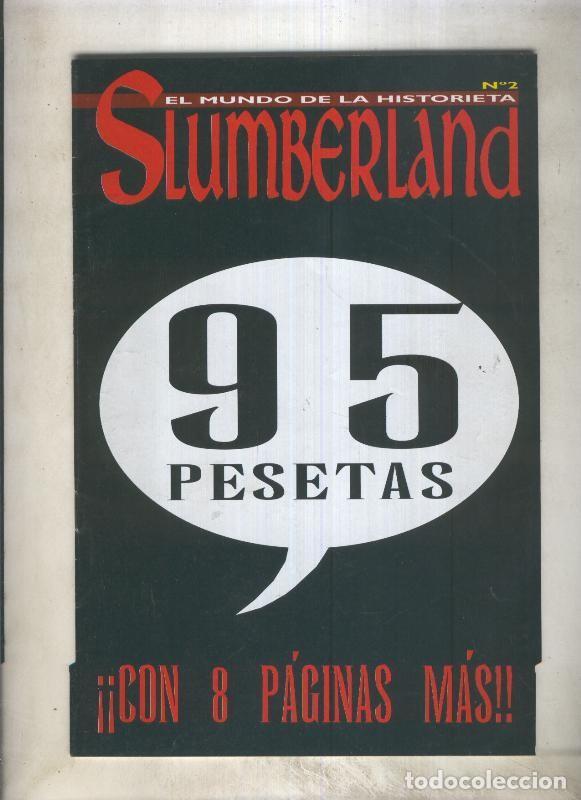 Nº2
EL MUNDO DE LA HISTORIETA
SLUMBERLAND
95
PESETAS
¡¡CON 8 PÁGINAS MÁS!!
todocoleccion